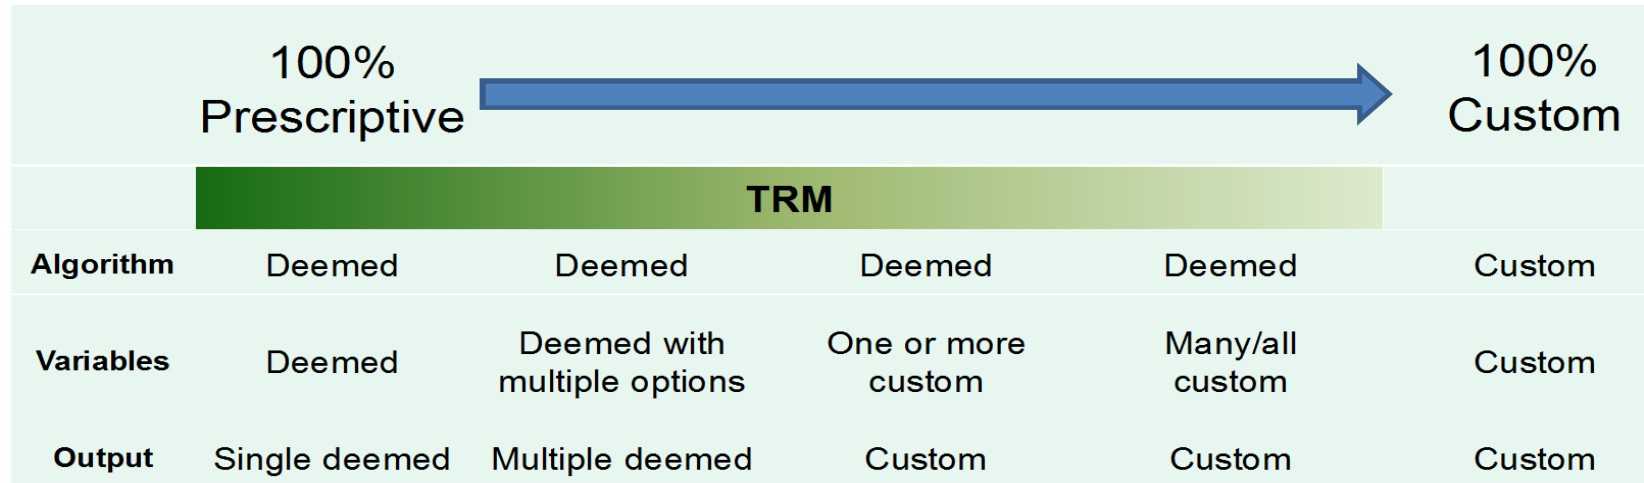 100%
Prescriptive
100%
Custom
TRM
Algorithm Deemed Deemed Deemed Deemed Custom
Variables Deemed Deemed with multiple options One or more custom Many/all custom Custom
Output Single deemed Multiple deemed Custom Custom Custom